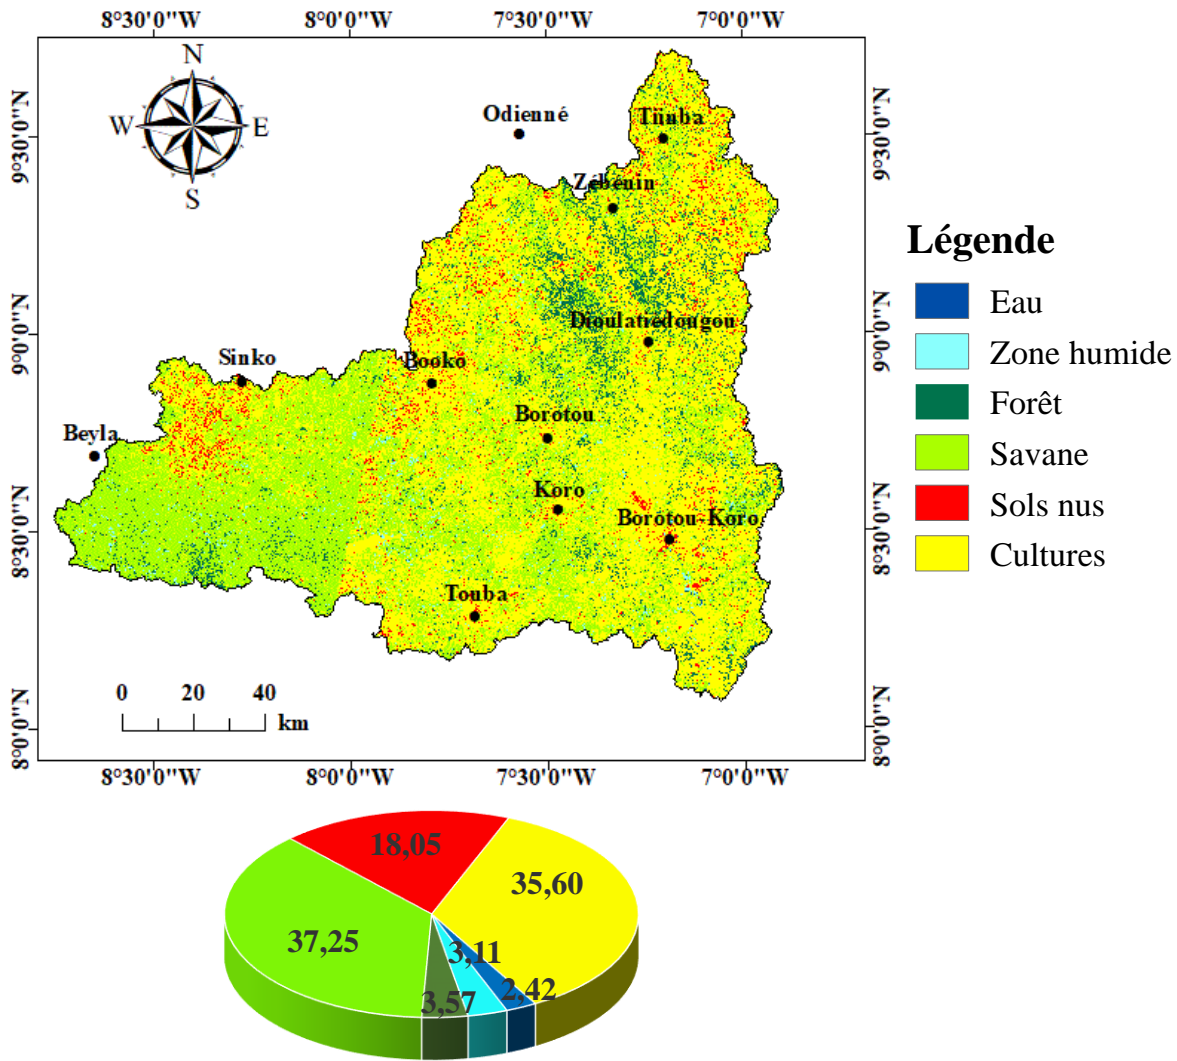 8°30'0"W 8°0'0"W 7°30'0"W 7°0'0"W
N
W E
S
9°30'0"N 9°30'0"N
Odienné
Tiinba
Zébénin
Légende
Eau
Zone humide
Forêt
Savane
Sols nus
Cultures
9°0'0"N 9°0'0"N
Dioulatiedougou
Sinko
Booko
Borotou
Beyla
Koro
Borotou-Koro
8°30'0"N 8°30'0"N
Touba
0 20 40
km
8°0'0"N 8°0'0"N
8°30'0"W 8°0'0"W 7°30'0"W 7°0'0"W
18,05
35,60
37,25
3,11
2,42
3,57